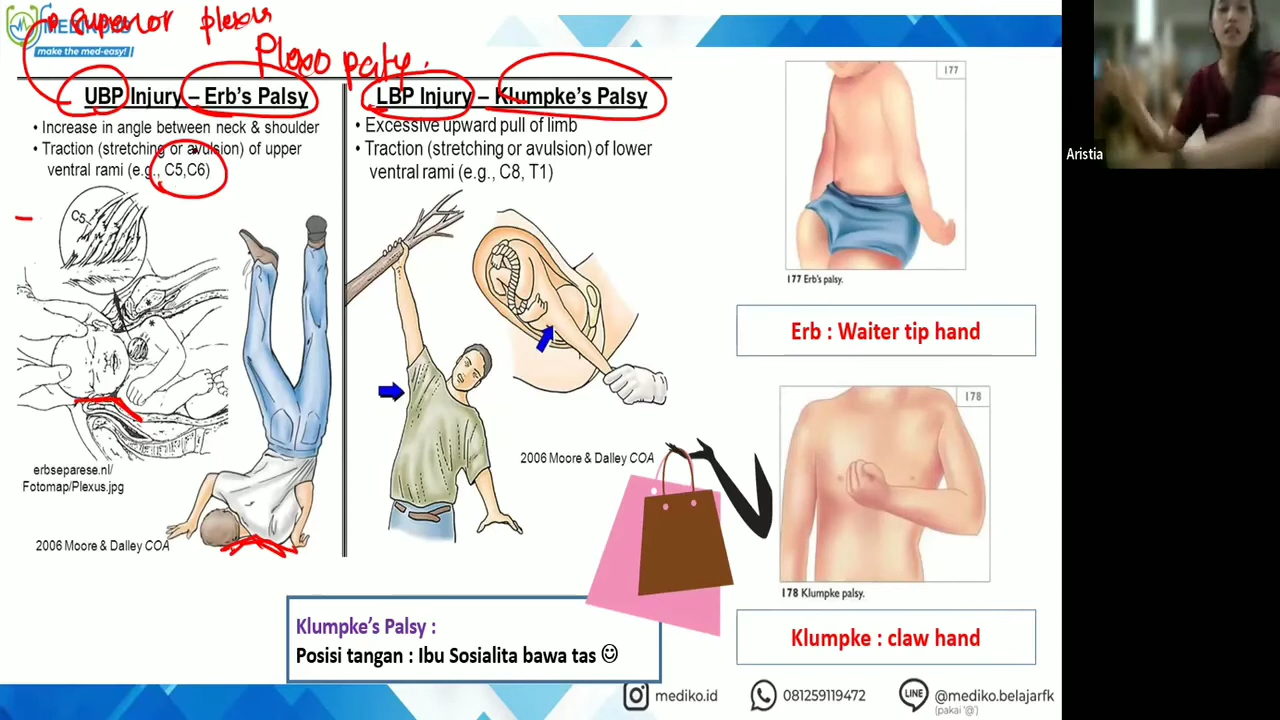 superior plexus
MEDIKO.ID
make the med-easy!
UBP Injury – Erb's Palsy
• Increase in angle between neck & shoulder
• Traction (stretching or avulsion) of upper
ventral rami (e.g., C5,C6)
C5
erbseparese.nl/
Fotomap/Plexus.jpg
2006 Moore & Dalley COA
LBP Injury – Klumpke's Palsy
• Excessive upward pull of limb
• Traction (stretching or avulsion) of lower
ventral rami (e.g., C8, T1)
2006 Moore & Dalley COA
Klumpke's Palsy :
Posisi tangan : Ibu Sosialita bawa tas ☺
177
177 Erb's palsy.
Erb : Waiter tip hand
178
178 Klumpke palsy.
Klumpke : claw hand
Aristia
mediko.id
081259119472
LINE
@mediko.belajarfk
(pakai '@')